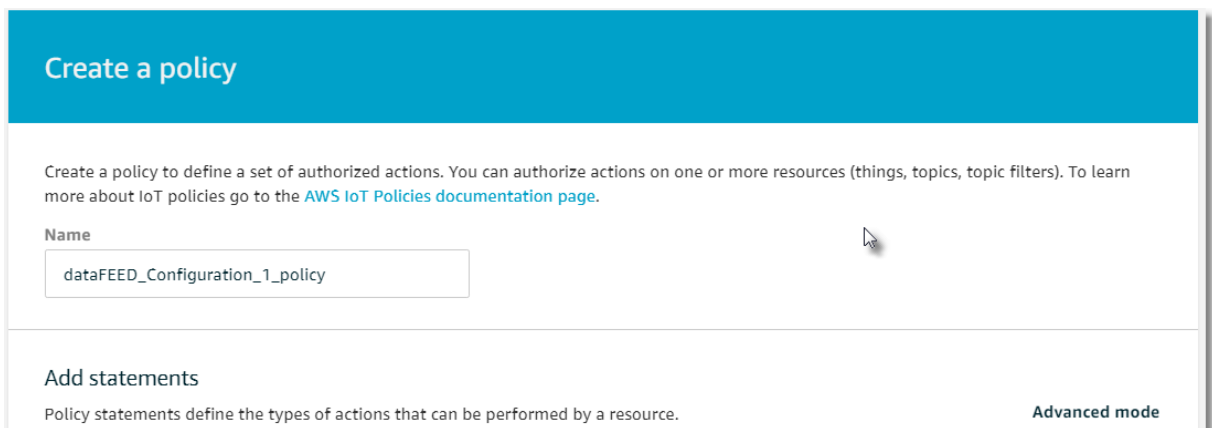 Create a policy
Create a policy to define a set of authorized actions. You can authorize actions on one or more resources (things, topics, topic filters). To learn
more about IoT policies go to the AWS IoT Policies documentation page.
Name
dataFEED_Configuration_1_policy
Add statements
Policy statements define the types of actions that can be performed by a resource.
Advanced mode